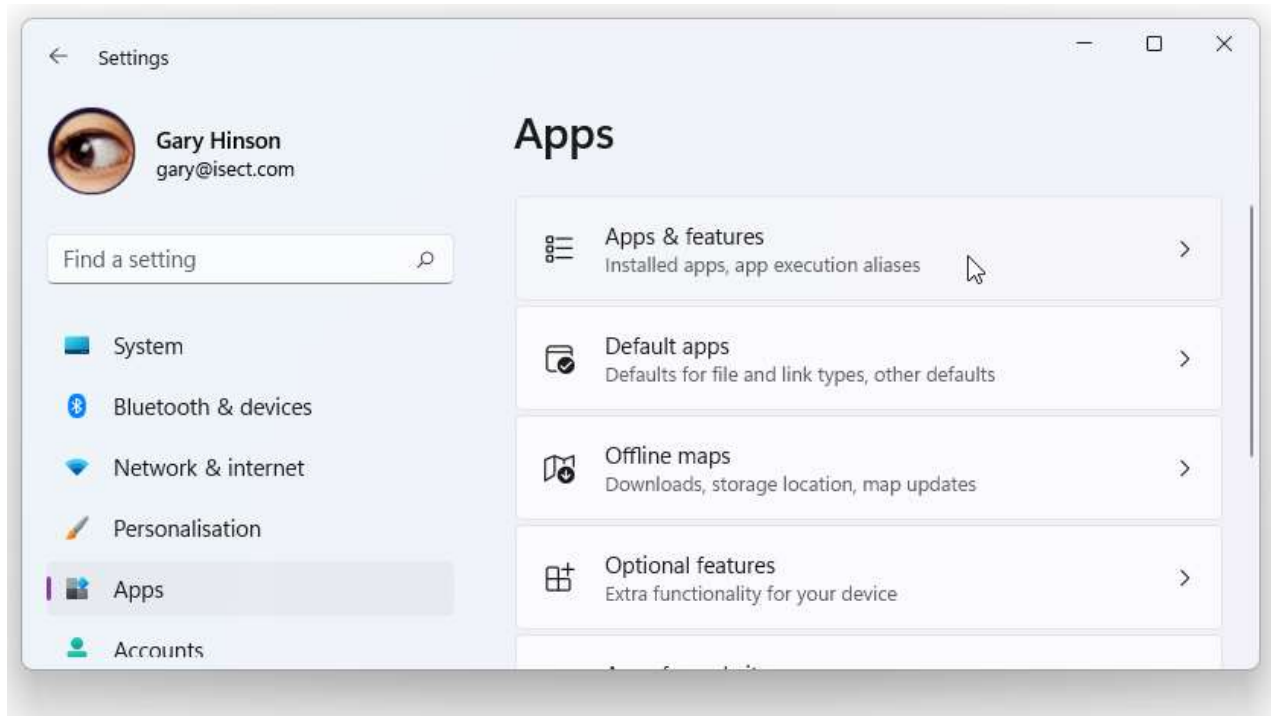 Settings
Gary Hinson
gary@isect.com
Find a setting
System
Bluetooth & devices
Network & internet
Personalisation
Apps
Accounts
Apps
Apps & features
Installed apps, app execution aliases
Default apps
Defaults for file and link types, other defaults
Offline maps
Downloads, storage location, map updates
Optional features
Extra functionality for your device